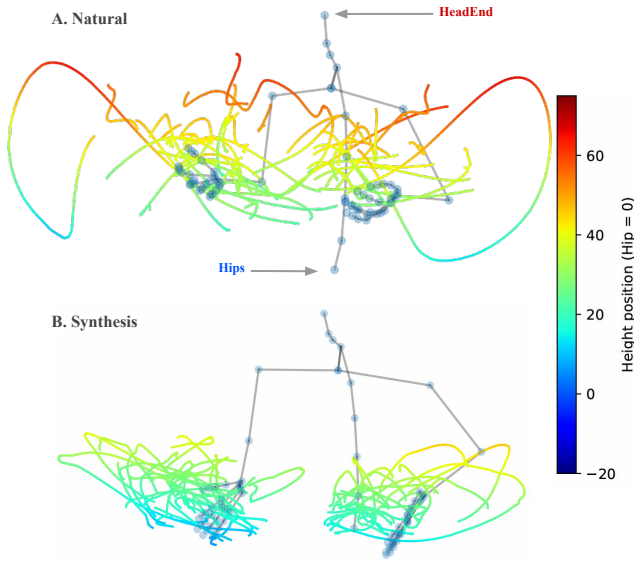 A. Natural
HeadEnd
Hips
B. Synthesis
60
40
20
0
−20
Height position (Hip = 0)